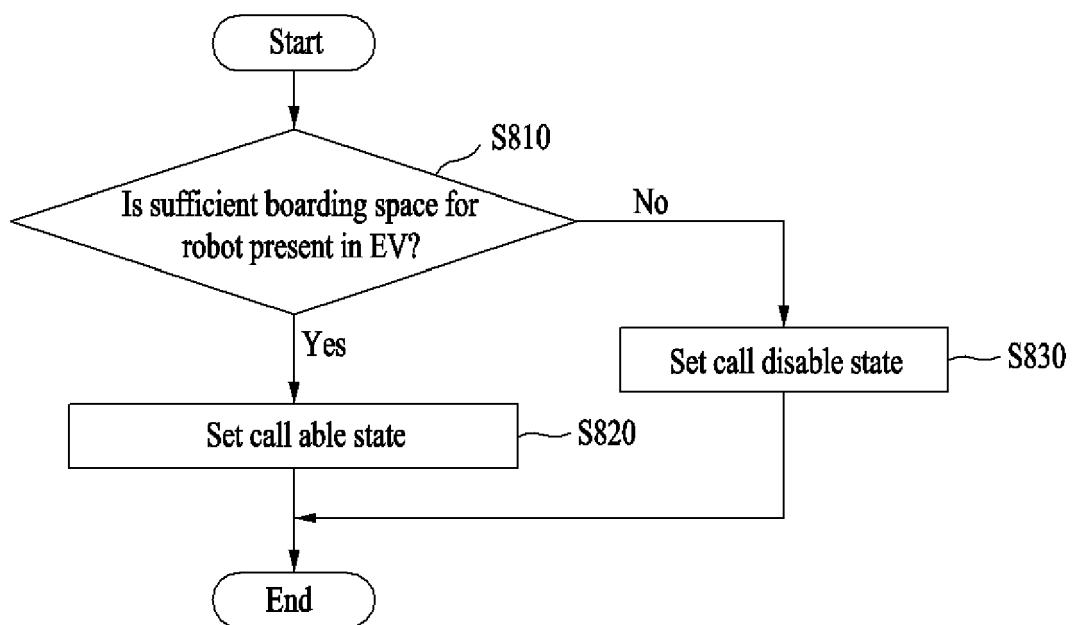 Start
S810
Is sufficient boarding space for
robot present in EV?
No
Yes
Set call disable state
S830
Set call able state
S820
End